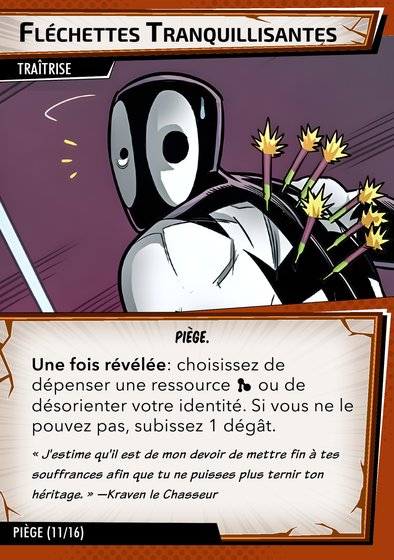 Fléchettes Tranquillisantes
TRAÎTRISE
PIÈGE.
Une fois révélée: choisissez de
dépenser une ressource ou de
désorienter votre identité. Si vous ne le
pouvez pas, subissez 1 dégât.
« J'estime qu'il est de mon devoir de mettre fin à tes
souffrances afin que tu ne puisses plus ternir ton
héritage. » —Kraven le Chasseur
PIÈGE (11/16)